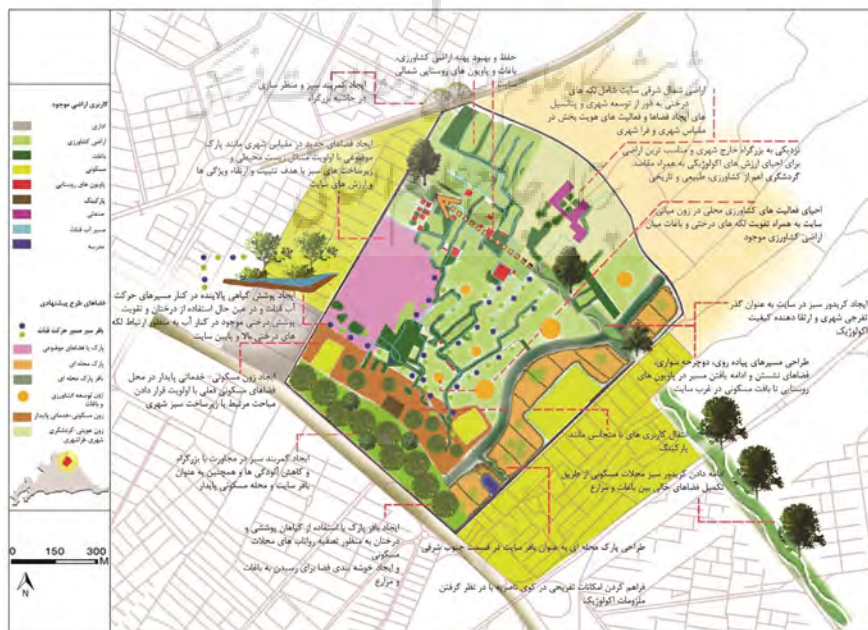 کاربری اراضی موجود
اداری
اراضی کشاورزی
باغات
مسکونی
پاویون های روستایی
پارکینگ
صنعتی
مسیر آب قنات
مدرسه
فضاهای طرح پیشنهادی
بافر سبز مسیر حرکت قنات
پارک با فضاهای موضوعی
پارک محله ای
بافر پارک محله ای
زون توسعه کشاورزی
و باغات
زون مسکونی-خدماتی پایدار
زون هویتی-گردشگری
شهری-فراشهری
0 150 300
M
N
حفظ و بهبود پهنه اراضی کشاورزی،
باغات و پاویون های روستایی شمالی
سایت
ایجاد کمربند سبز و منظر سازی
در حاشیه بزرگراه
اراضی شمال شرقی سایت شامل لکه های
درختی به دور از توسعه شهری و پتانسیل
های ایجاد فضاها و فعالیت های هویت بخش در
مقیاس شهری و فرا شهری
ایجاد فضاهای جدید در مقیاس شهری مانند پارک
موضوعی با اولویت مسائل زیست محیطی و
زیرساخت های سبز با هدف تثبیت و ارتقاء ویژگی ها
و ارزش های سایت
نزدیکی به بزرگراه خارج شهری و مناسب ترین اراضی
برای احیای ارزش های اکولوژیکی به همراه مقاصد
گردشگری اعم از کشاورزی، طبیعی و تاریخی
احیای فعالیت های کشاورزی محلی در زون میانی
سایت به همراه تقویت لکه های درختی و باغات میان
اراضی کشاورزی موجود
ایجاد پوشش گیاهی پالاینده در کنار مسیرهای حرکت
آب قنات و در عین حال استفاده از درختان و تقویت
پوشش درختی موجود در کنار آب به منظور ارتباط لکه
های درختی بالا و پایین سایت
ایجاد کریدور سبز در سایت به عنوان گذر
تفرجی شهری و ارتقا دهنده کیفیت
اکولوژیک
طراحی مسیرهای پیاده روی، دوچرخه سواری،
فضاهای نشستن و ادامه یافتن مسیر در پاویون های
روستایی تا بافت مسکونی در غرب سایت
ایجاد زون مسکونی - خدماتی پایدار در محل
فضاهای مسکونی فعلی با اولویت قرار دادن
مباحث مرتبط با زیرساخت سبز شهری
انتقال کاربری های نا متجانس مانند
پارکینگ
ایجاد کمربند سبز در مجاورت با بزرگراه
و کاهش آلودگی ها و همچنین به عنوان
بافر سایت و محله مسکونی پایدار
ادامه دادن کریدور سبز محلات مسکونی از طریق
تکمیل فضاهای خالی بین باغات و مزارع
ایجاد بافر پارک با استفاده از گیاهان پوششی و
درختان به منظور تصفیه رواناب های محلات
مسکونی
و ایجاد خوشه بندی فضا برای رسیدن به باغات
و مزارع
طراحی پارک محله ای به عنوان بافر سایت در قسمت جنوب شرقی
فراهم کردن امکانات تفریحی در کوی ناصریه با در نظر گرفتن
ملزومات اکولوژیک